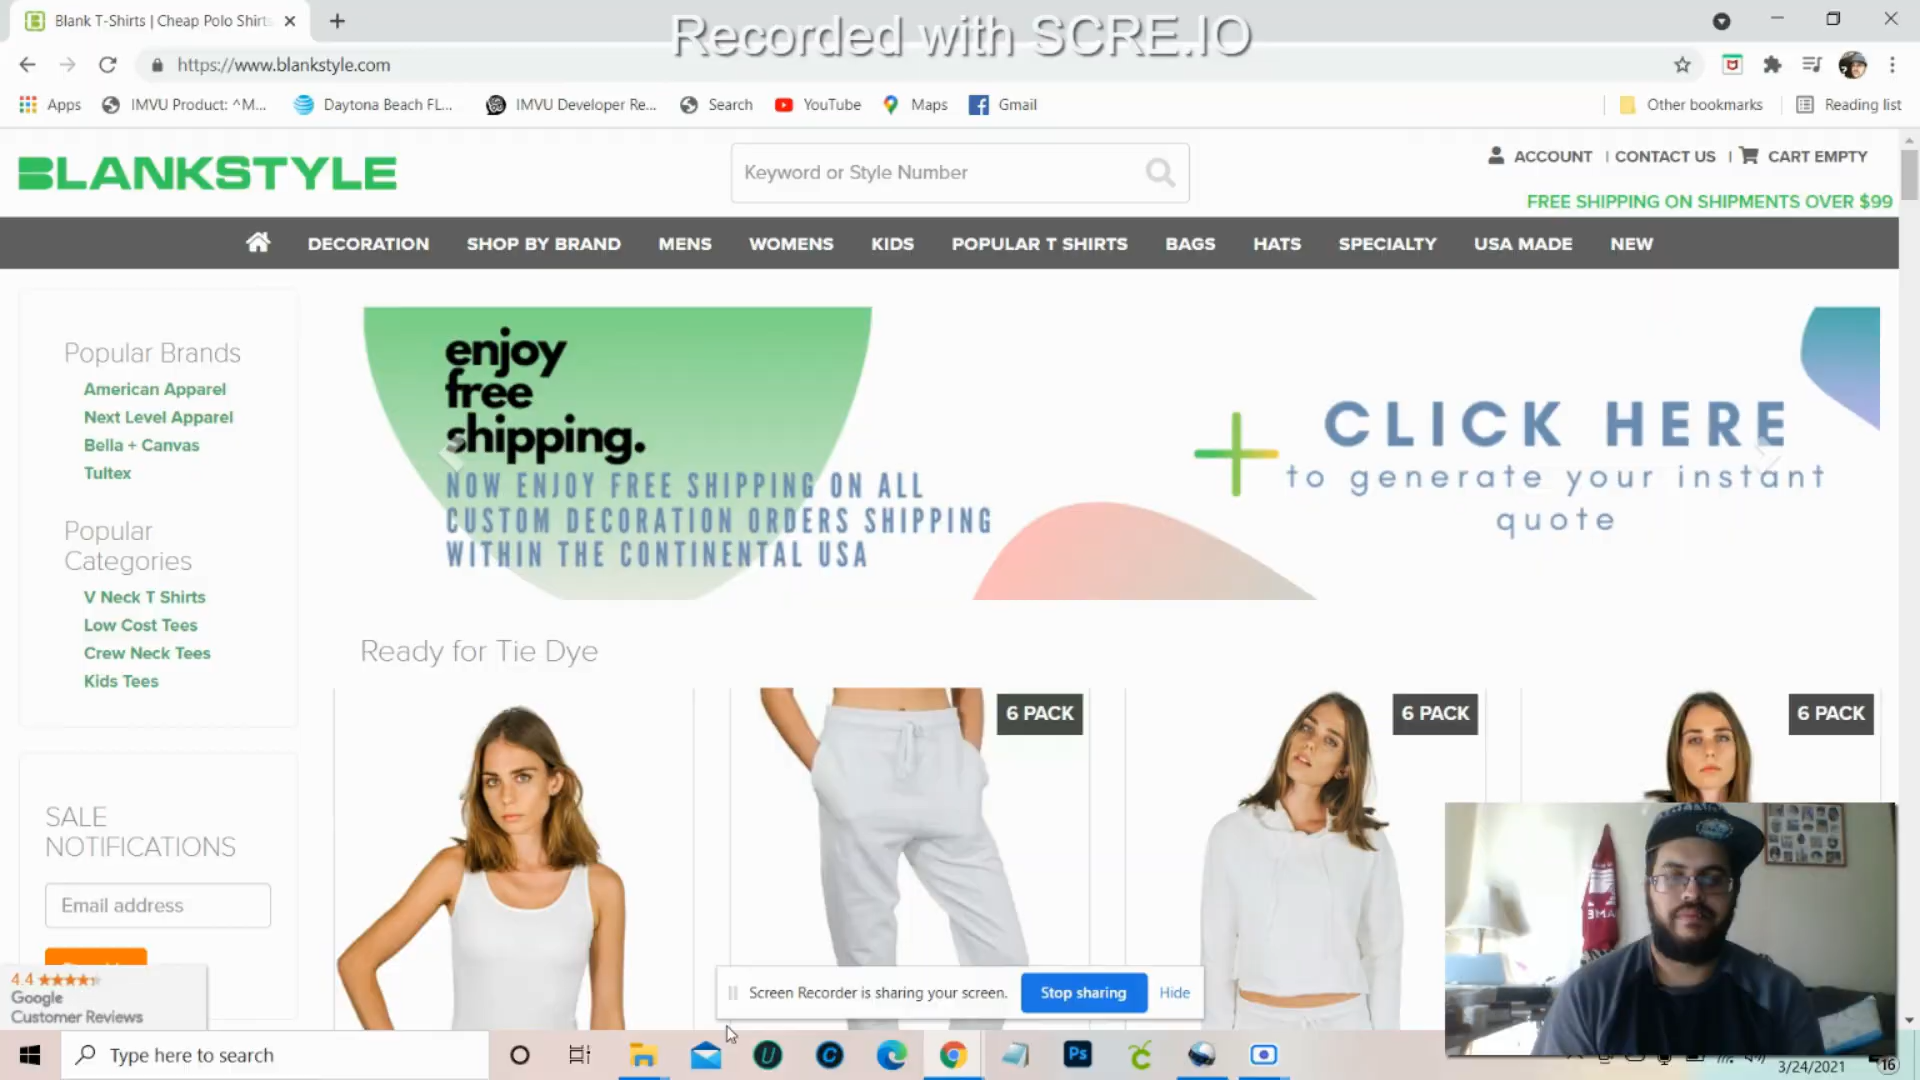 Blank T-Shirts | Cheap Polo Shirts
Recorded with SCRE.IO
https://www.blankstyle.com
Apps
IMVU Product: ^M...
Daytona Beach FL...
IMVU Developer Re...
Search
YouTube
Maps
Gmail
Other bookmarks
Reading list
BLANKSTYLE
Keyword or Style Number
ACCOUNT | CONTACT US | CART EMPTY
FREE SHIPPING ON SHIPMENTS OVER $99
DECORATION SHOP BY BRAND MENS WOMENS KIDS POPULAR T SHIRTS BAGS HATS SPECIALTY USA MADE NEW
Popular Brands
American Apparel
Next Level Apparel
Bella + Canvas
Tultex
Popular
Categories
V Neck T Shirts
Low Cost Tees
Crew Neck Tees
Kids Tees
enjoy
free
shipping.
NOW ENJOY FREE SHIPPING ON ALL
CUSTOM DECORATION ORDERS SHIPPING
WITHIN THE CONTINENTAL USA
CLICK HERE
to generate your instant
quote
Ready for Tie Dye
6 PACK
6 PACK
6 PACK
SALE
NOTIFICATIONS
Email address
4.4
Google
Customer Reviews
Screen Recorder is sharing your screen.
Stop sharing
Hide
Type here to search
Ps
3/24/2021
16